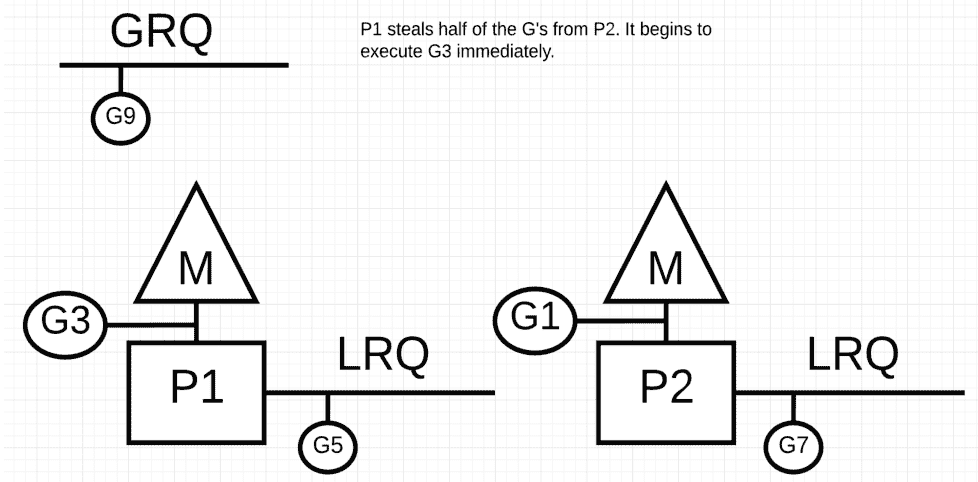 GRQ
P1 steals half of the G's from P2. It begins to
execute G3 immediately.
G9
M
M
G3
G1
P1
LRQ
P2
LRQ
G5
G7